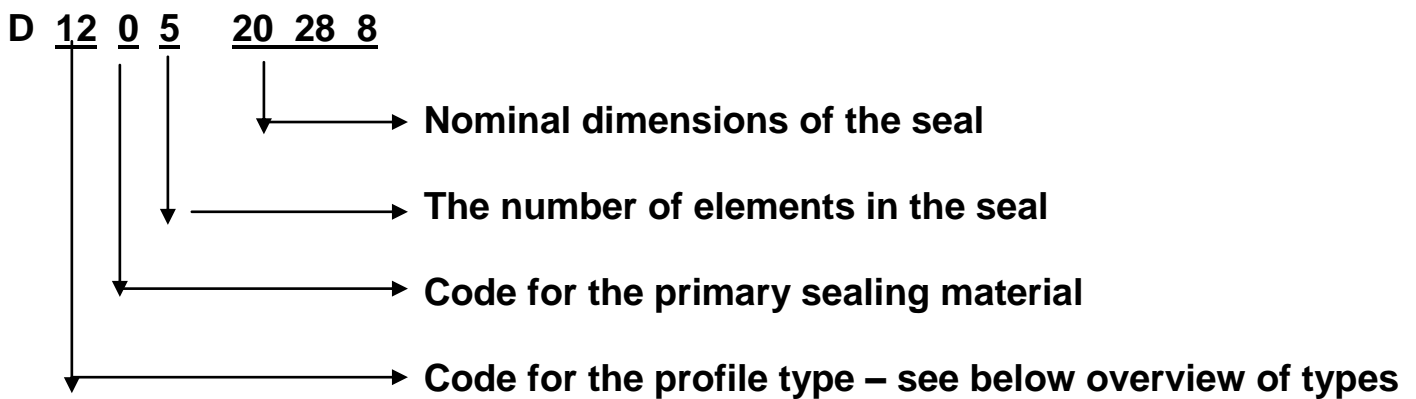 D 12 0 5 20 28 8
Nominal dimensions of the seal
The number of elements in the seal
Code for the primary sealing material
Code for the profile type – see below overview of types